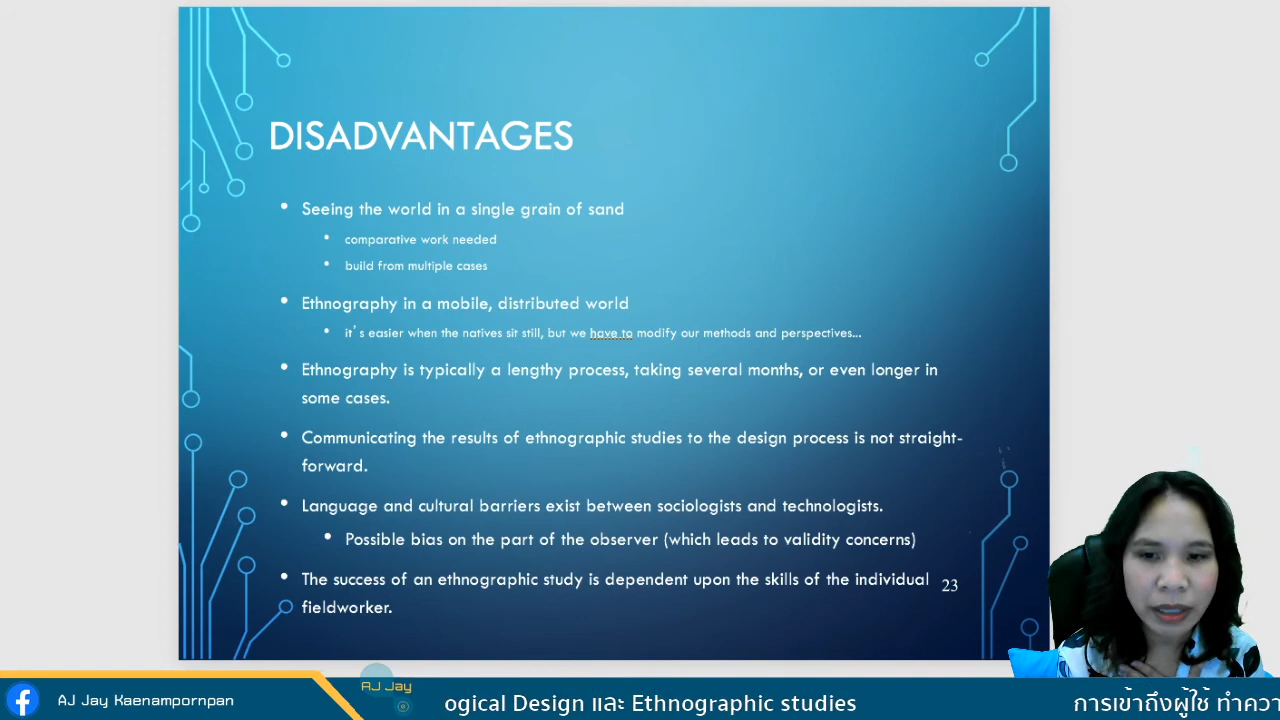 DISADVANTAGES
• Seeing the world in a single grain of sand
• comparative work needed
• build from multiple cases
• Ethnography in a mobile, distributed world
• it's easier when the natives sit still, but we have to modify our methods and perspectives...
• Ethnography is typically a lengthy process, taking several months, or even longer in
some cases.
• Communicating the results of ethnographic studies to the design process is not straight-
forward.
• Language and cultural barriers exist between sociologists and technologists.
• Possible bias on the part of the observer (which leads to validity concerns)
• The success of an ethnographic study is dependent upon the skills of the individual
fieldworker.
23
AJ Jay Kaenampornpan
AJ Jay
ogical Design และ Ethnographic studies
การเข้าถึงผู้ใช้ ทำควา